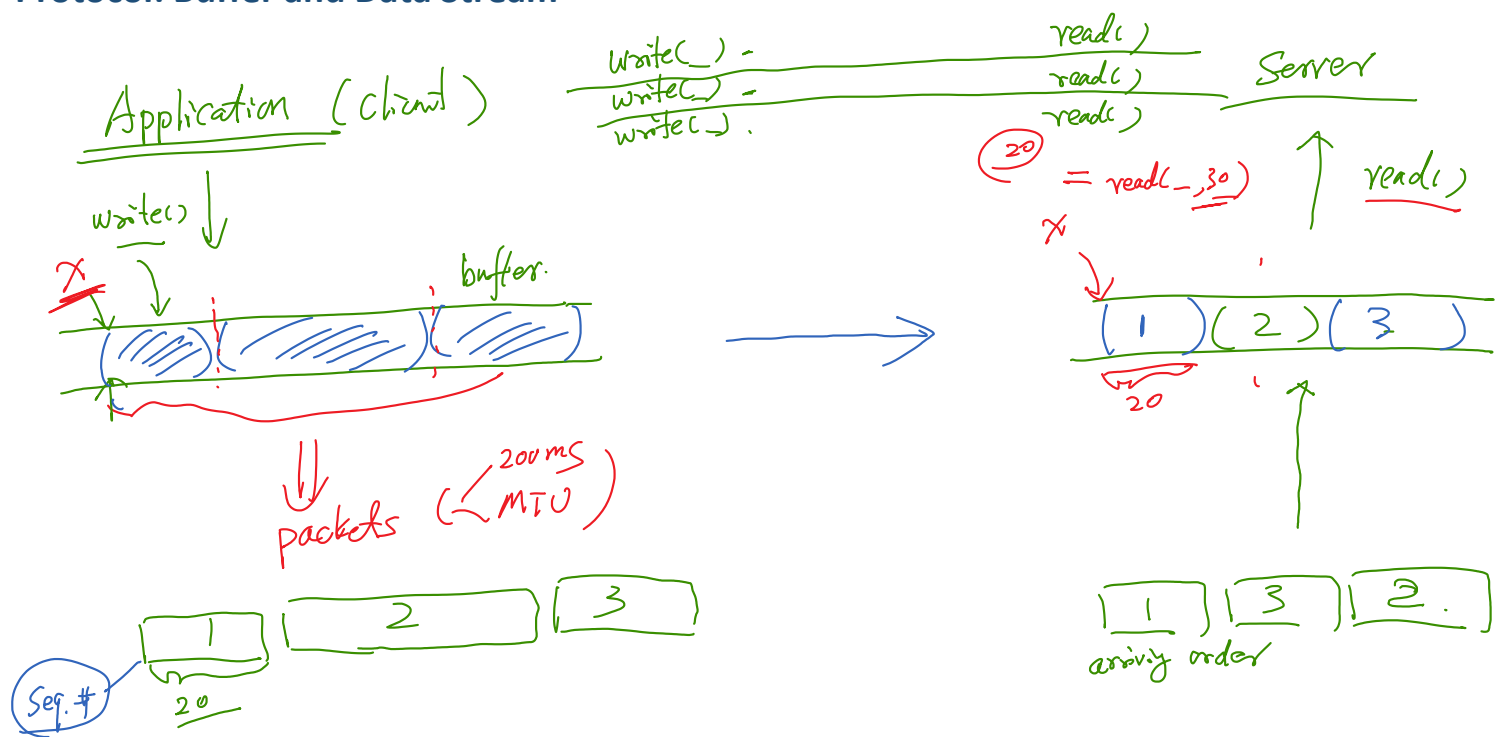 Protocol: Buffer and Data Stream
Application (Client)
write(_) -
write(_) -
write(_) .
read( )
read( )
read( )
Server
20
= read(_,30)
read( )
write()
x
buffer.
x
1 2 3
20
packets (
200ms
MTU )
1 2 3
Seq.#
20
1 3 2.
order